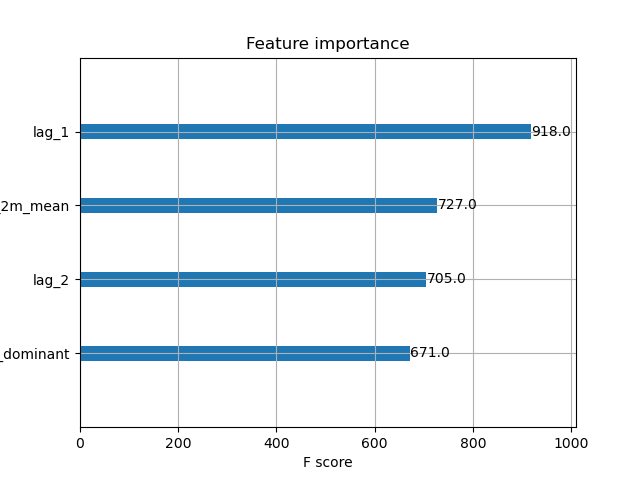 Feature importance
lag_1
918.0
_2m_mean
727.0
lag_2
705.0
_dominant
671.0
0 200 400 600 800 1000
F score